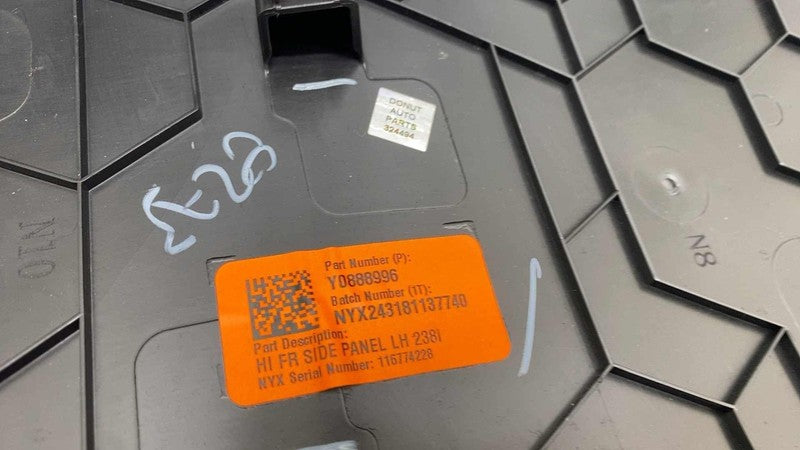 DONUT
AUTO
PARTS
324494
Part Number (P):
Y0888996
Batch Number (1T):
NYX243181137740
Part Description:
HI FR SIDE PANEL LH 238I
NYX Serial Number: 116774228
N8
N10